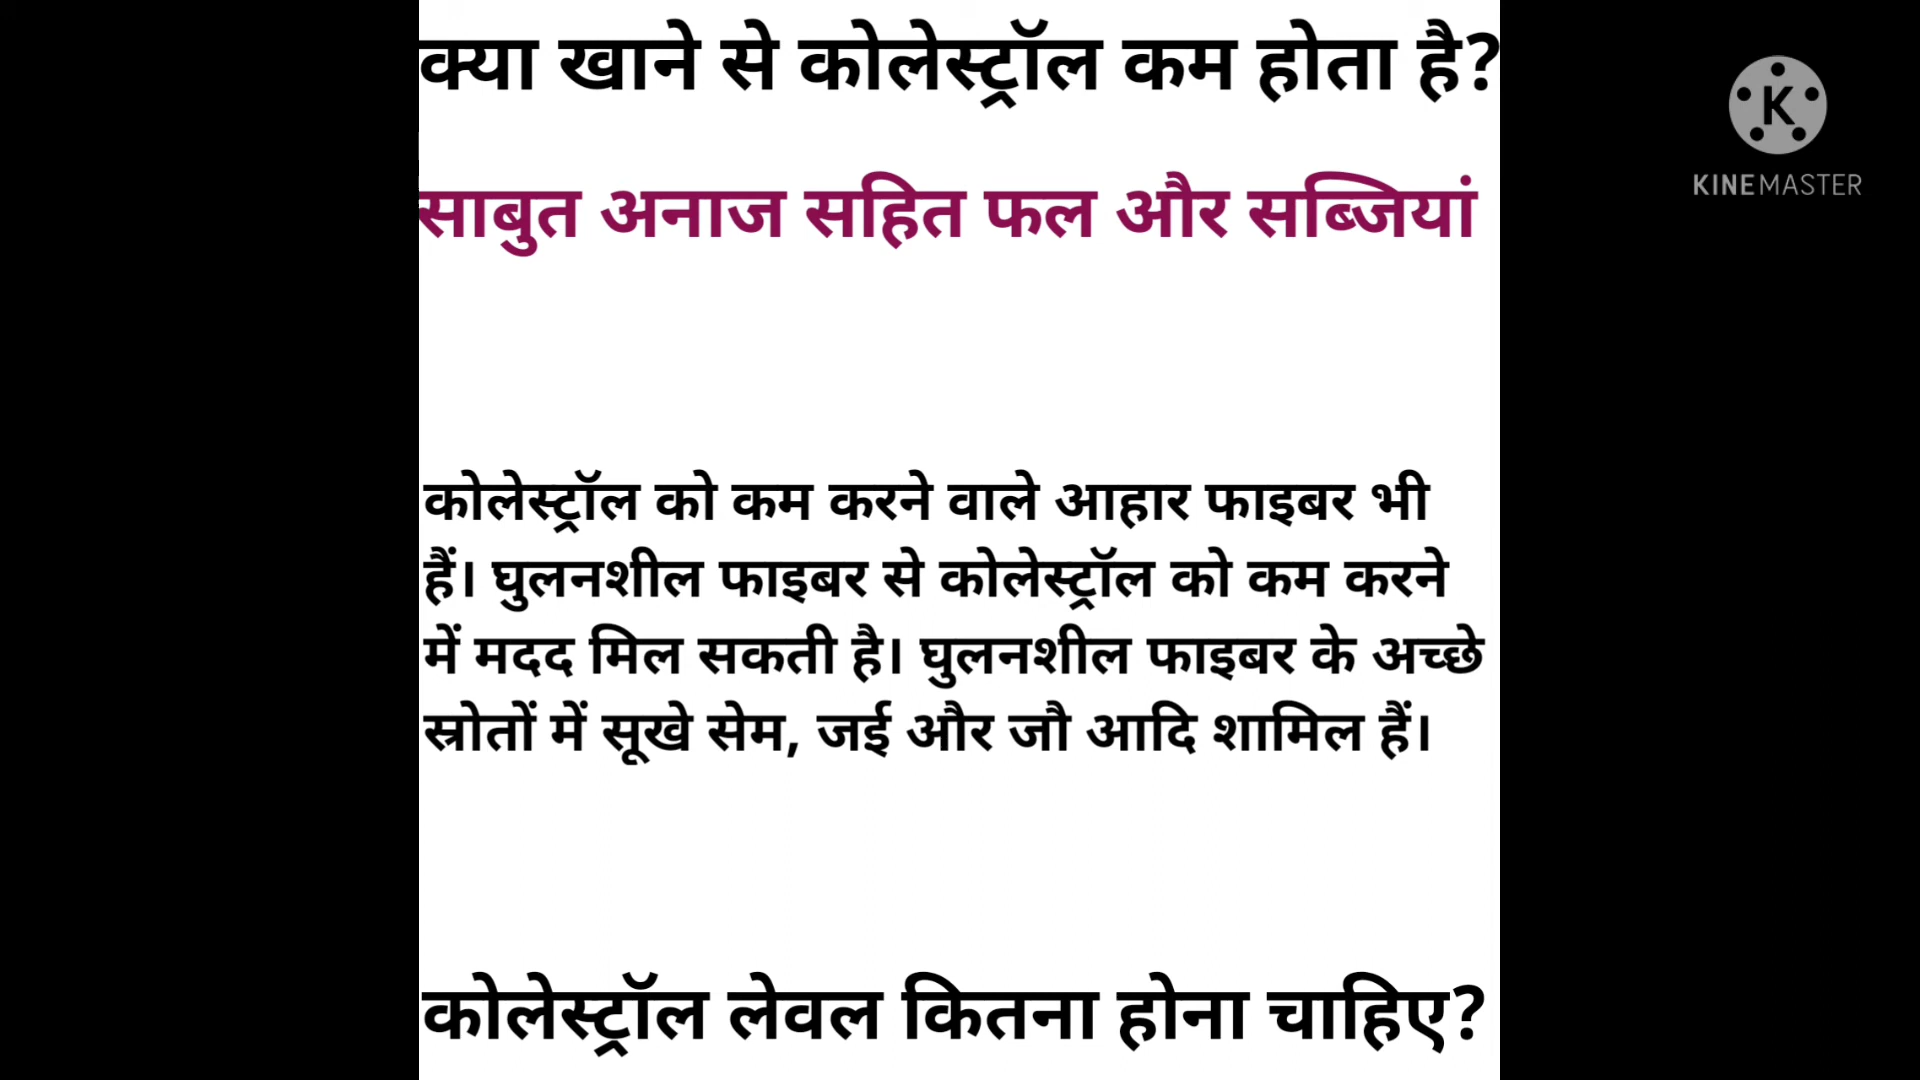 क्या खाने से कोलेस्ट्रॉल कम होता है?
साबुत अनाज सहित फल और सब्जियां
कोलेस्ट्रॉल को कम करने वाले आहार फाइबर भी
हैं। घुलनशील फाइबर से कोलेस्ट्रॉल को कम करने
में मदद मिल सकती है। घुलनशील फाइबर के अच्छे
स्रोतों में सूखे सेम, जई और जौ आदि शामिल हैं।
कोलेस्ट्रॉल लेवल कितना होना चाहिए?
K
KINEMASTER